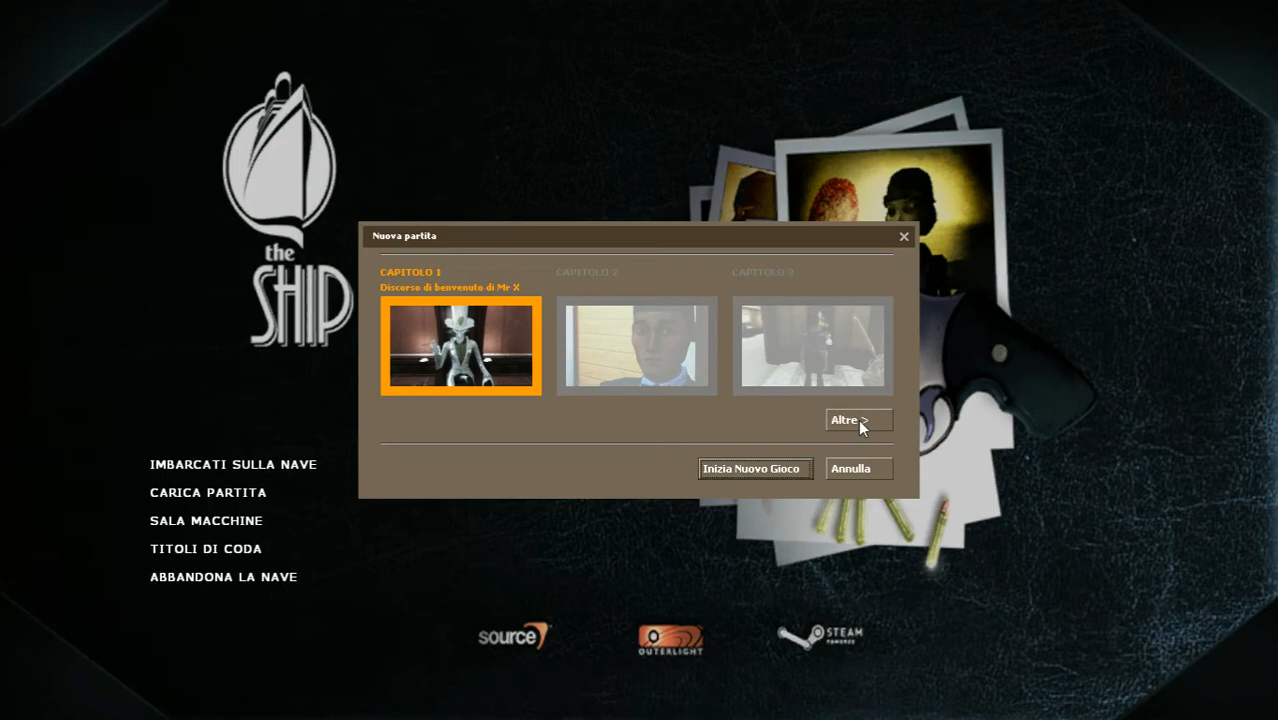 the
SHIP
Nuova partita
CAPITOLO 1
Discorso di benvenuto di Mr X
CAPITOLO 2
CAPITOLO 3
Altre >
Inizia Nuovo Gioco
Annulla
IMBARCATI SULLA NAVE
CARICA PARTITA
SALA MACCHINE
TITOLI DI CODA
ABBANDONA LA NAVE
source
OUTERLIGHT
STEAM
POWERED